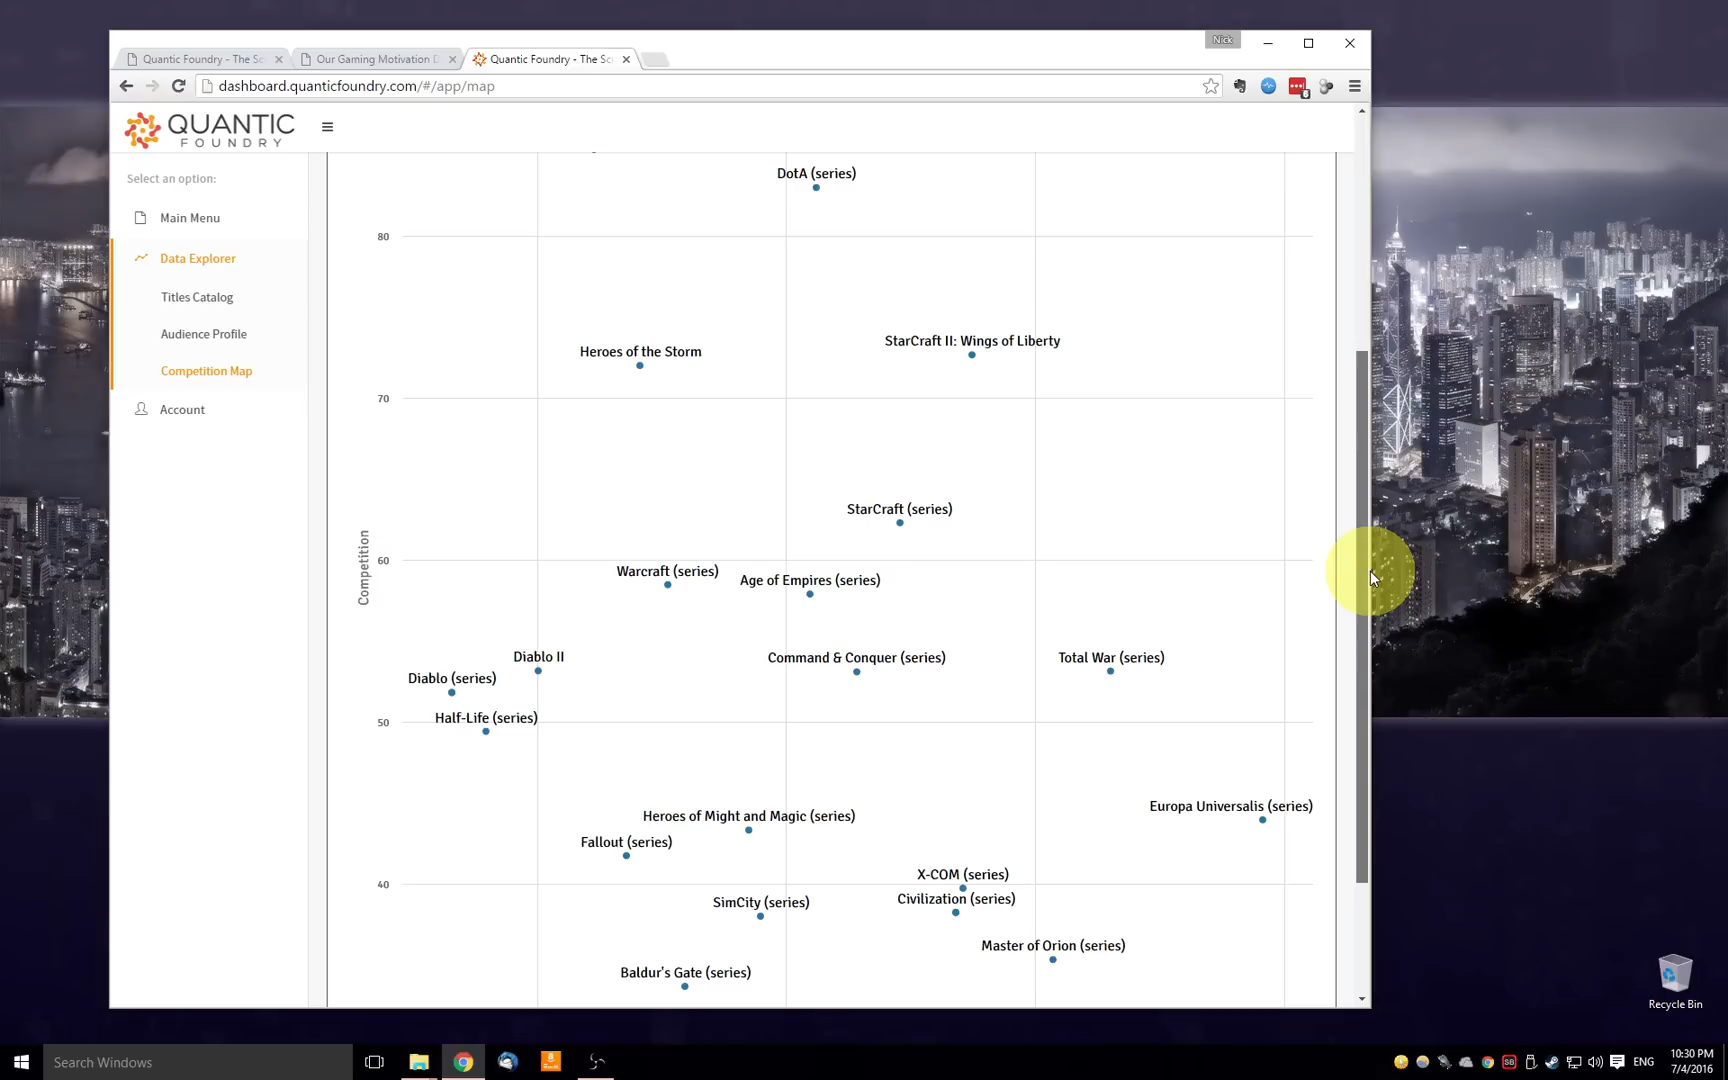 Nick
Quantic Foundry - The Sc
Our Gaming Motivation D
Quantic Foundry - The Sc
dashboard.quanticfoundry.com/#/app/map
QUANTIC
FOUNDRY
Select an option:
Main Menu
Data Explorer
Titles Catalog
Audience Profile
Competition Map
Account
DotA (series)
80
StarCraft II: Wings of Liberty
Heroes of the Storm
70
StarCraft (series)
Competition
60
Warcraft (series)
Age of Empires (series)
Diablo II
Command & Conquer (series)
Total War (series)
Diablo (series)
Half-Life (series)
50
Europa Universalis (series)
Heroes of Might and Magic (series)
Fallout (series)
X-COM (series)
40
Civilization (series)
SimCity (series)
Master of Orion (series)
Baldur's Gate (series)
Recycle Bin
Search Windows
ENG
10:30 PM
7/4/2016